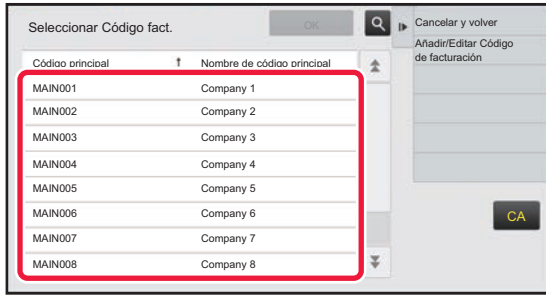 Seleccionar Código fact.
OK
Cancelar y volver
Añadir/Editar Código
de facturación
Código principal ↑ Nombre de código principal
MAIN001 Company 1
MAIN002 Company 2
MAIN003 Company 3
MAIN004 Company 4
MAIN005 Company 5
MAIN006 Company 6
MAIN007 Company 7
MAIN008 Company 8
CA